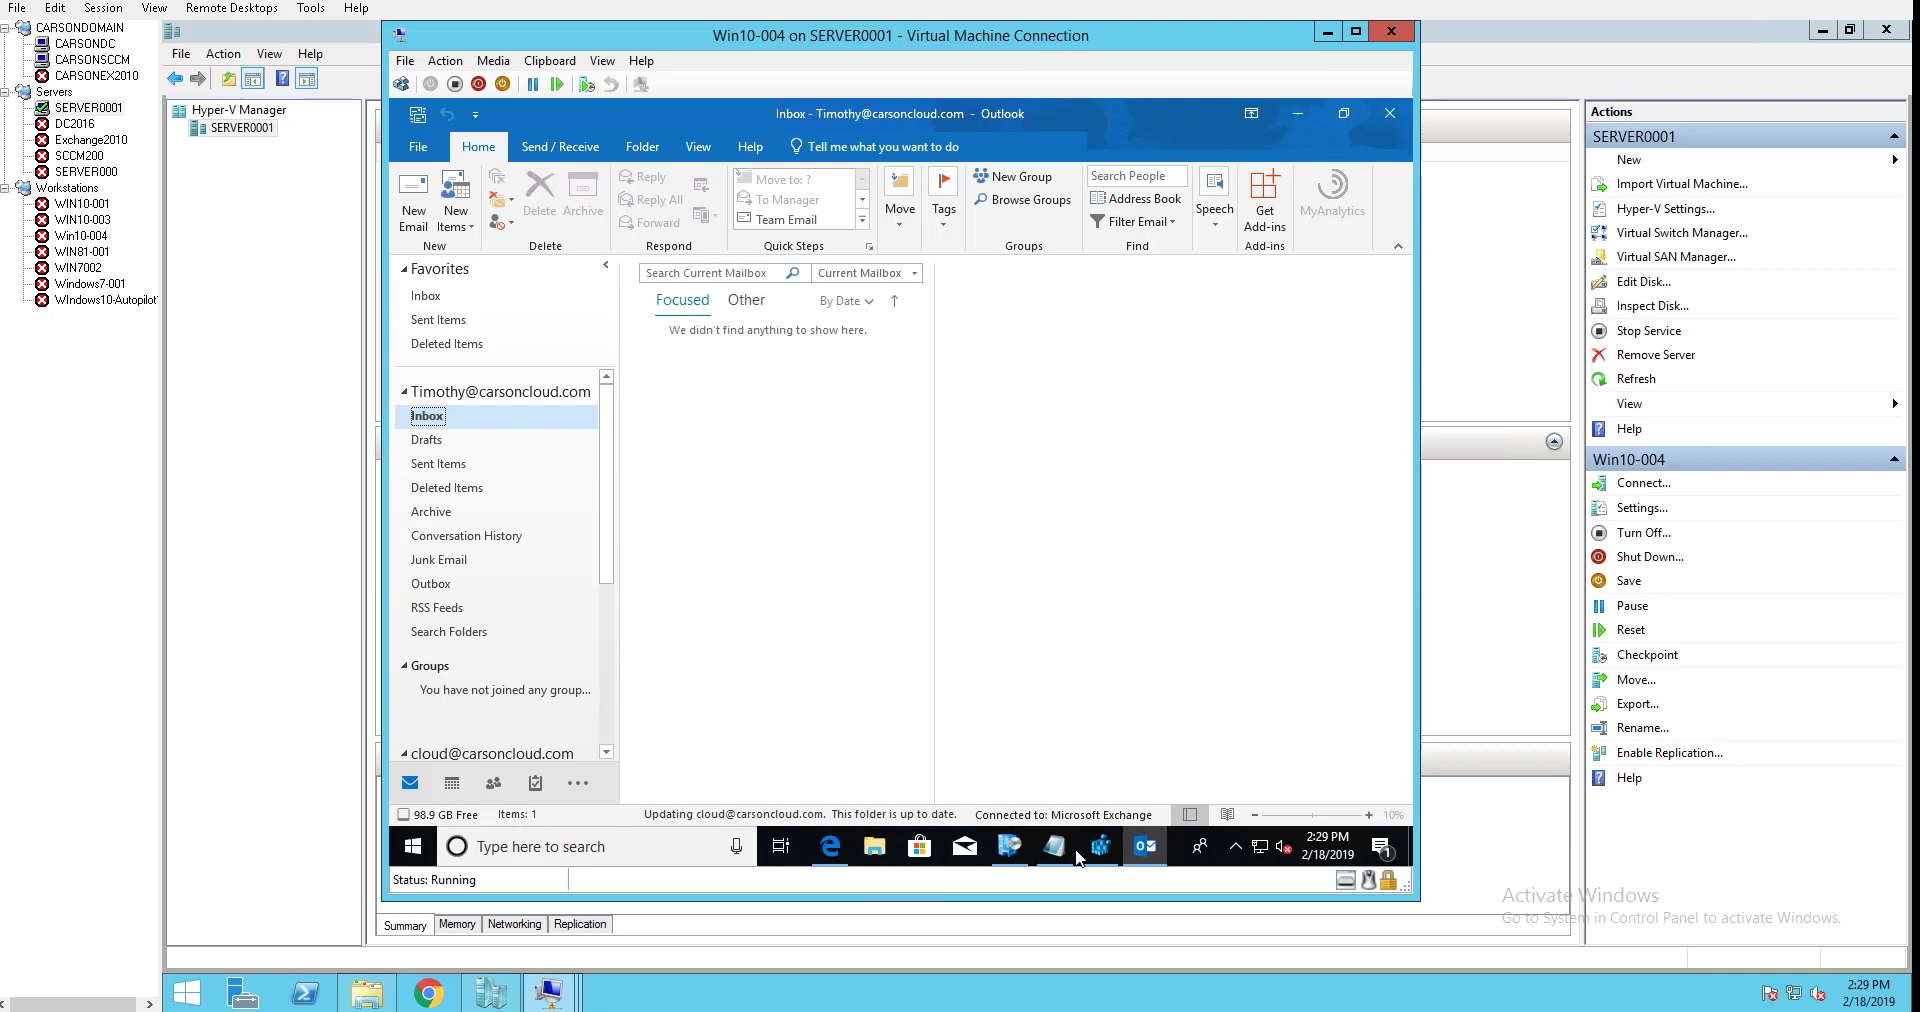 File Edit Session View Remote Desktops Tools Help
CARSONDOMAIN
CARSONDC
CARSONSCCM
CARSONEX2010
Servers
SERVER0001
DC2016
Exchange2010
SCCM200
SERVER000
Workstations
WIN10-001
WIN10-003
Win10-004
WIN81-001
WIN7002
Windows7-001
WIndows10-Autopilot
File Action View Help
Hyper-V Manager
SERVER0001
Win10-004 on SERVER0001 - Virtual Machine Connection
File Action Media Clipboard View Help
Inbox - Timothy@carsoncloud.com - Outlook
File Home Send / Receive Folder View Help Tell me what you want to do
New Email
New Items
New
Delete
Archive
Delete
Reply
Reply All
Forward
Respond
Move to: ?
To Manager
Team Email
Quick Steps
Move
Tags
New Group
Browse Groups
Groups
Search People
Address Book
Filter Email
Find
Speech
Get Add-ins
Add-ins
MyAnalytics
Favorites
Inbox
Sent Items
Deleted Items
Timothy@carsoncloud.com
Inbox
Drafts
Sent Items
Deleted Items
Archive
Conversation History
Junk Email
Outbox
RSS Feeds
Search Folders
Groups
You have not joined any group...
cloud@carsoncloud.com
Search Current Mailbox Current Mailbox
Focused Other By Date
We didn't find anything to show here.
98.9 GB Free Items: 1 Updating cloud@carsoncloud.com. This folder is up to date. Connected to: Microsoft Exchange 10%
Type here to search
2:29 PM
2/18/2019
1
Status: Running
Summary Memory Networking Replication
Actions
SERVER0001
New
Import Virtual Machine...
Hyper-V Settings...
Virtual Switch Manager...
Virtual SAN Manager...
Edit Disk...
Inspect Disk...
Stop Service
Remove Server
Refresh
View
Help
Win10-004
Connect...
Settings...
Turn Off...
Shut Down...
Save
Pause
Reset
Checkpoint
Move...
Export...
Rename...
Enable Replication...
Help
Activate Windows
Go to System in Control Panel to activate Windows.
2:29 PM
2/18/2019